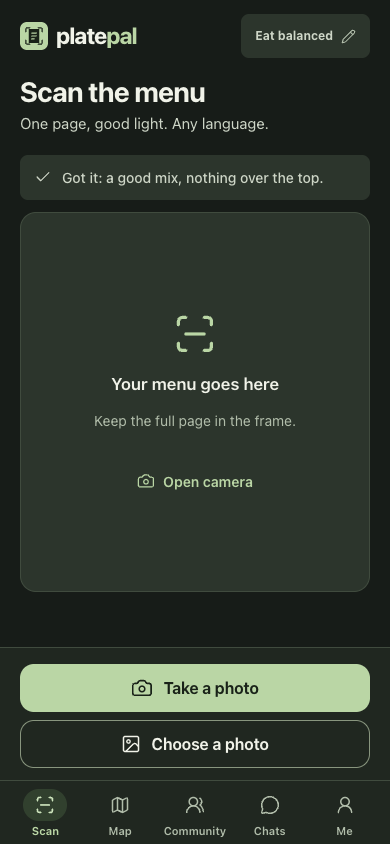 platepal
Eat balanced
Scan the menu
One page, good light. Any language.
Got it: a good mix, nothing over the top.
Your menu goes here
Keep the full page in the frame.
Open camera
Take a photo
Choose a photo
Scan
Map
Community
Chats
Me